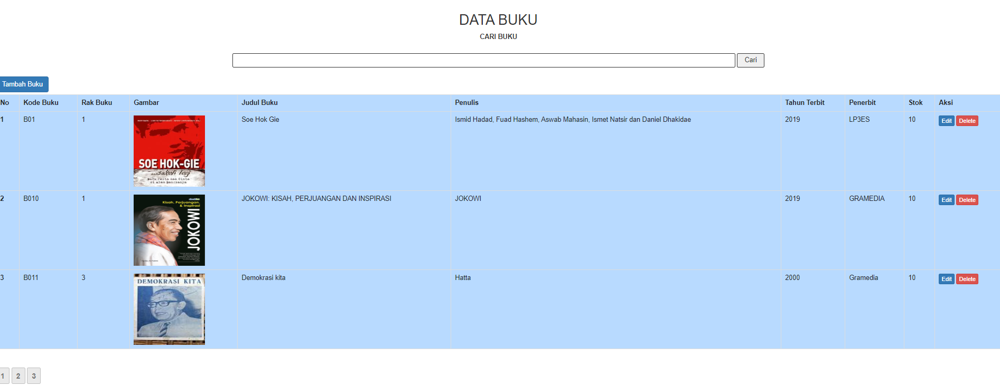 DATA BUKU
CARI BUKU
Cari
Tambah Buku
No Kode Buku Rak Buku Gambar Judul Buku Penulis Tahun Terbit Penerbit Stok Aksi
1 B01 1 Soe Hok Gie Ismid Hadad, Fuad Hashem, Aswab Mahasin, Ismet Natsir dan Daniel Dhakidae 2019 LP3ES 10 Edit Delete
SOE HOK-GIE
...sekali lagi
Buku Pesta dan Cinta
di Alam Bangsanya
2 B010 1 JOKOWI: KISAH, PERJUANGAN DAN INSPIRASI JOKOWI 2019 GRAMEDIA 10 Edit Delete
Kisah, Perjuangan,
& Inspirasi
JOKOWI
3 B011 3 Demokrasi kita Hatta 2000 Gramedia 10 Edit Delete
DEMOKRASI KITA
1 2 3